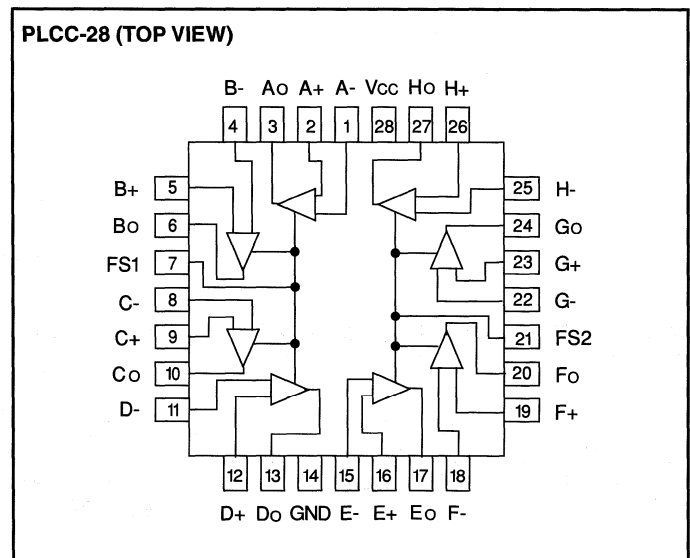 PLCC-28 (TOP VIEW)
B- Ao A+ A- Vcc Ho H+
4 3 2 1 28 27 26
B+ 5 25 H-
Bo 6 24 Go
FS1 7 23 G+
C- 8 22 G-
C+ 9 21 FS2
Co 10 20 Fo
D- 11 19 F+
12 13 14 15 16 17 18
D+ Do GND E- E+ Eo F-